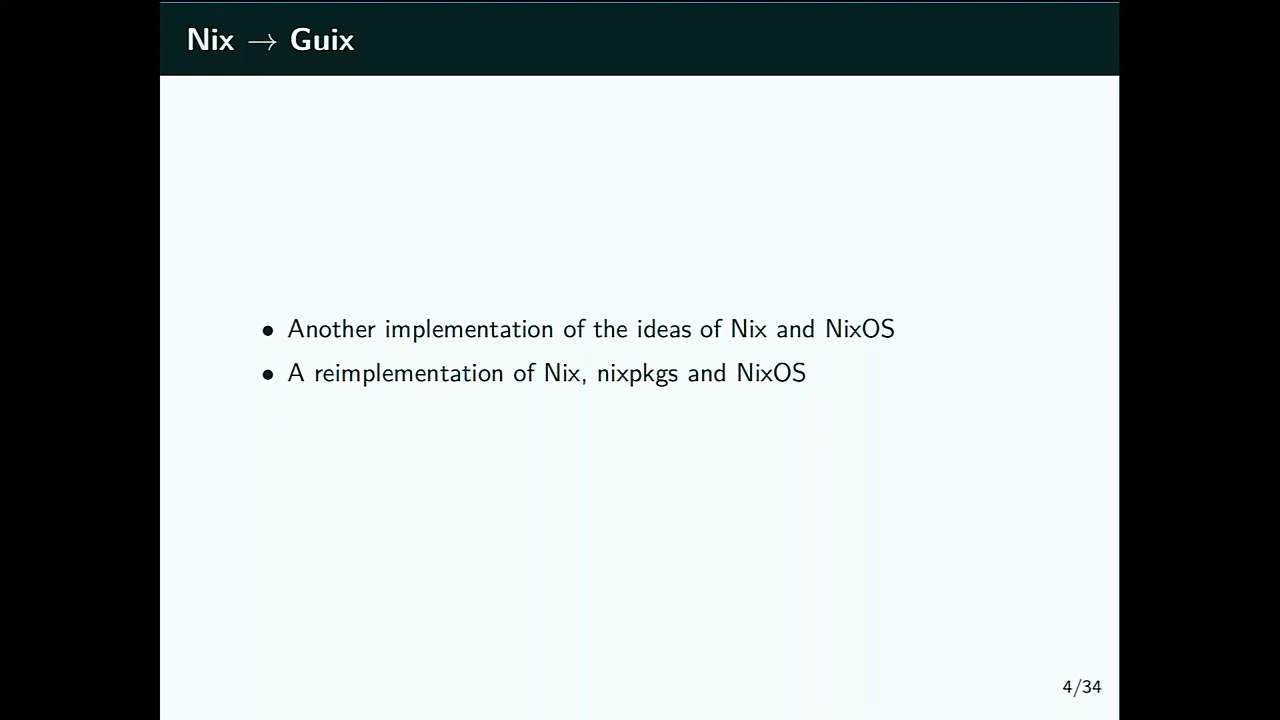 Nix → Guix
• Another implementation of the ideas of Nix and NixOS
• A reimplementation of Nix, nixpkgs and NixOS
4/34